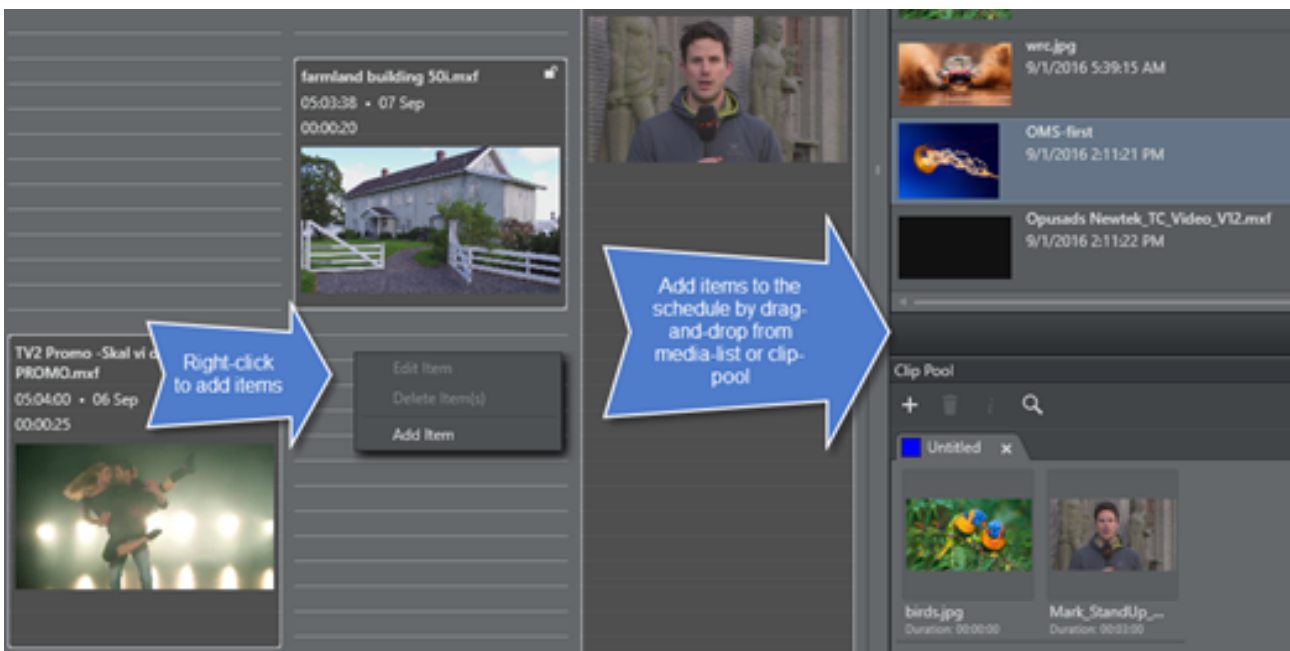 farmland building 50i.mxf
05:03:38 • 07 Sep
00:00:20
TV2 Promo -Skal vi d
PROMO.mxf
05:04:00 • 06 Sep
00:00:25
Right-click
to add items
Edit Item
Delete Item(s)
Add Item
Add items to the
schedule by drag-
and-drop from
media-list or clip-
pool
wrc.jpg
9/1/2016 5:39:15 AM
OMS-first
9/1/2016 2:11:21 PM
Opusads Newtek_TC_Video_V12.mxf
9/1/2016 2:11:22 PM
Clip Pool
Untitled
birds.jpg
Duration: 00:00:00
Mark_StandUp_...
Duration: 00:03:00